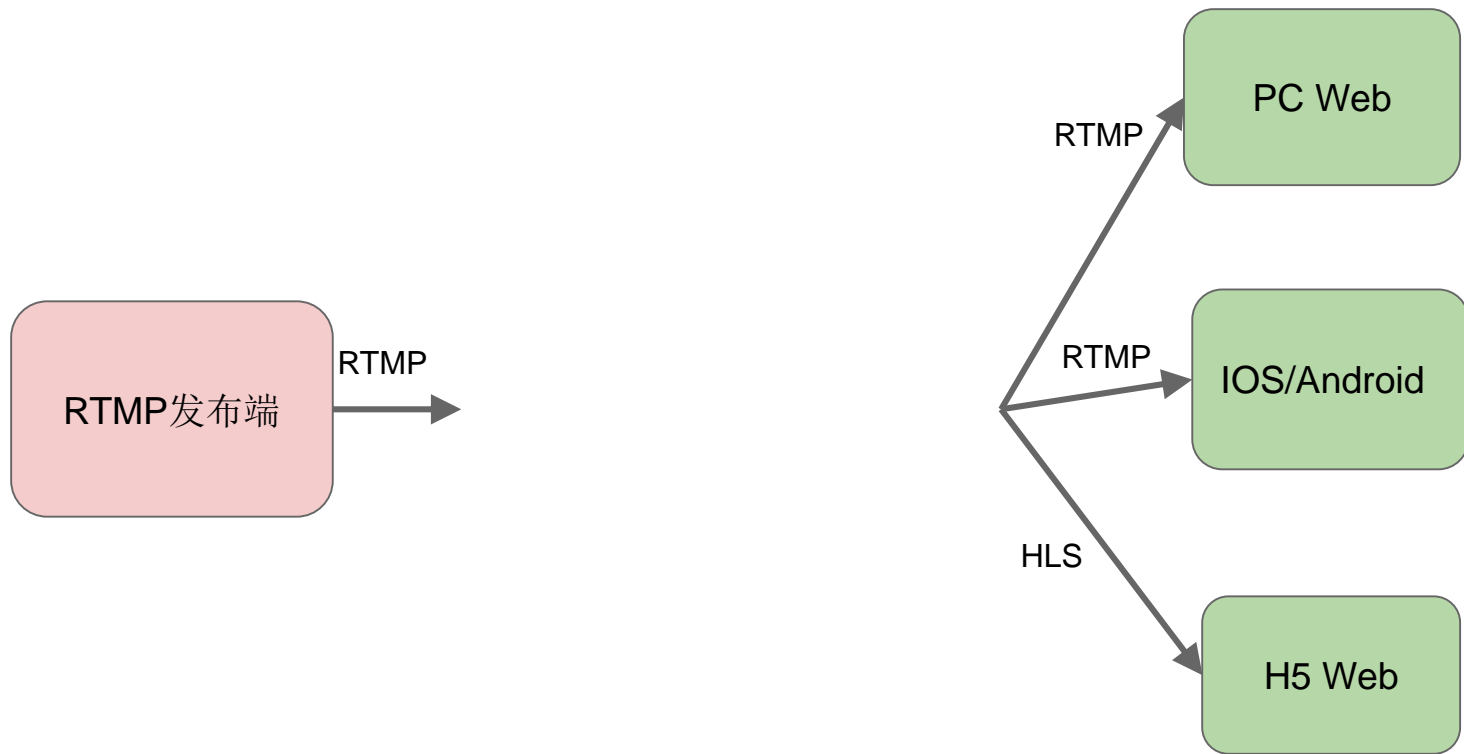 PC Web
RTMP
RTMP
RTMP
IOS/Android
RTMP发布端
HLS
H5 Web